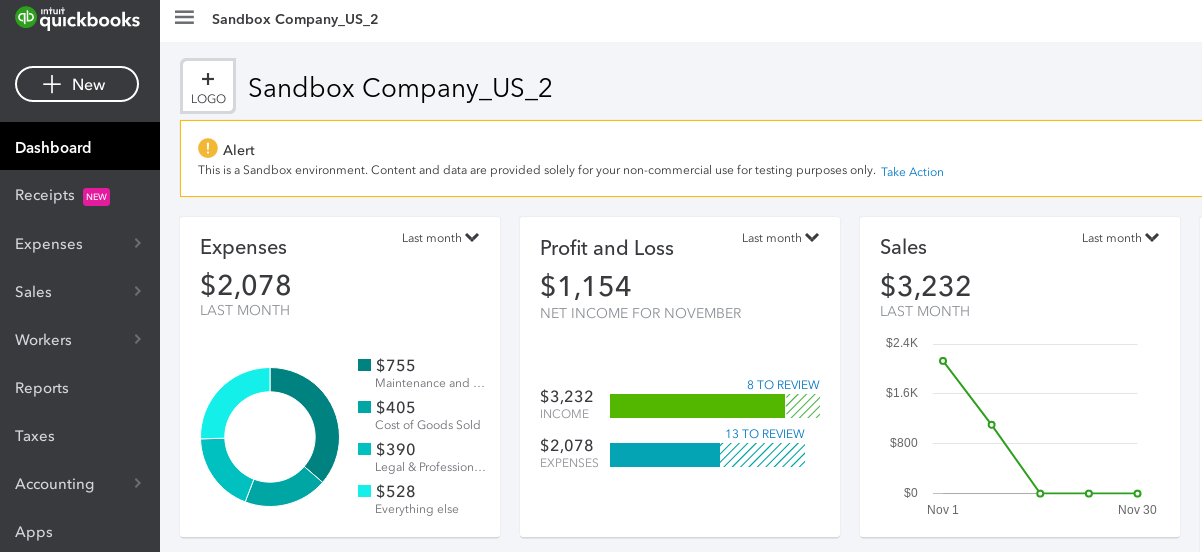 intuit
qb quickbooks
Sandbox Company_US_2
+ New
Dashboard
Receipts NEW
Expenses
Sales
Workers
Reports
Taxes
Accounting
Apps
+
LOGO
Sandbox Company_US_2
! Alert
This is a Sandbox environment. Content and data are provided solely for your non-commercial use for testing purposes only. Take Action
Expenses
Last month
$2,078
LAST MONTH
$755
Maintenance and ...
$405
Cost of Goods Sold
$390
Legal & Profession...
$528
Everything else
Profit and Loss
Last month
$1,154
NET INCOME FOR NOVEMBER
8 TO REVIEW
$3,232
INCOME
13 TO REVIEW
$2,078
EXPENSES
Sales
Last month
$3,232
LAST MONTH
$2.4K
$1.6K
$800
$0
Nov 1 Nov 30